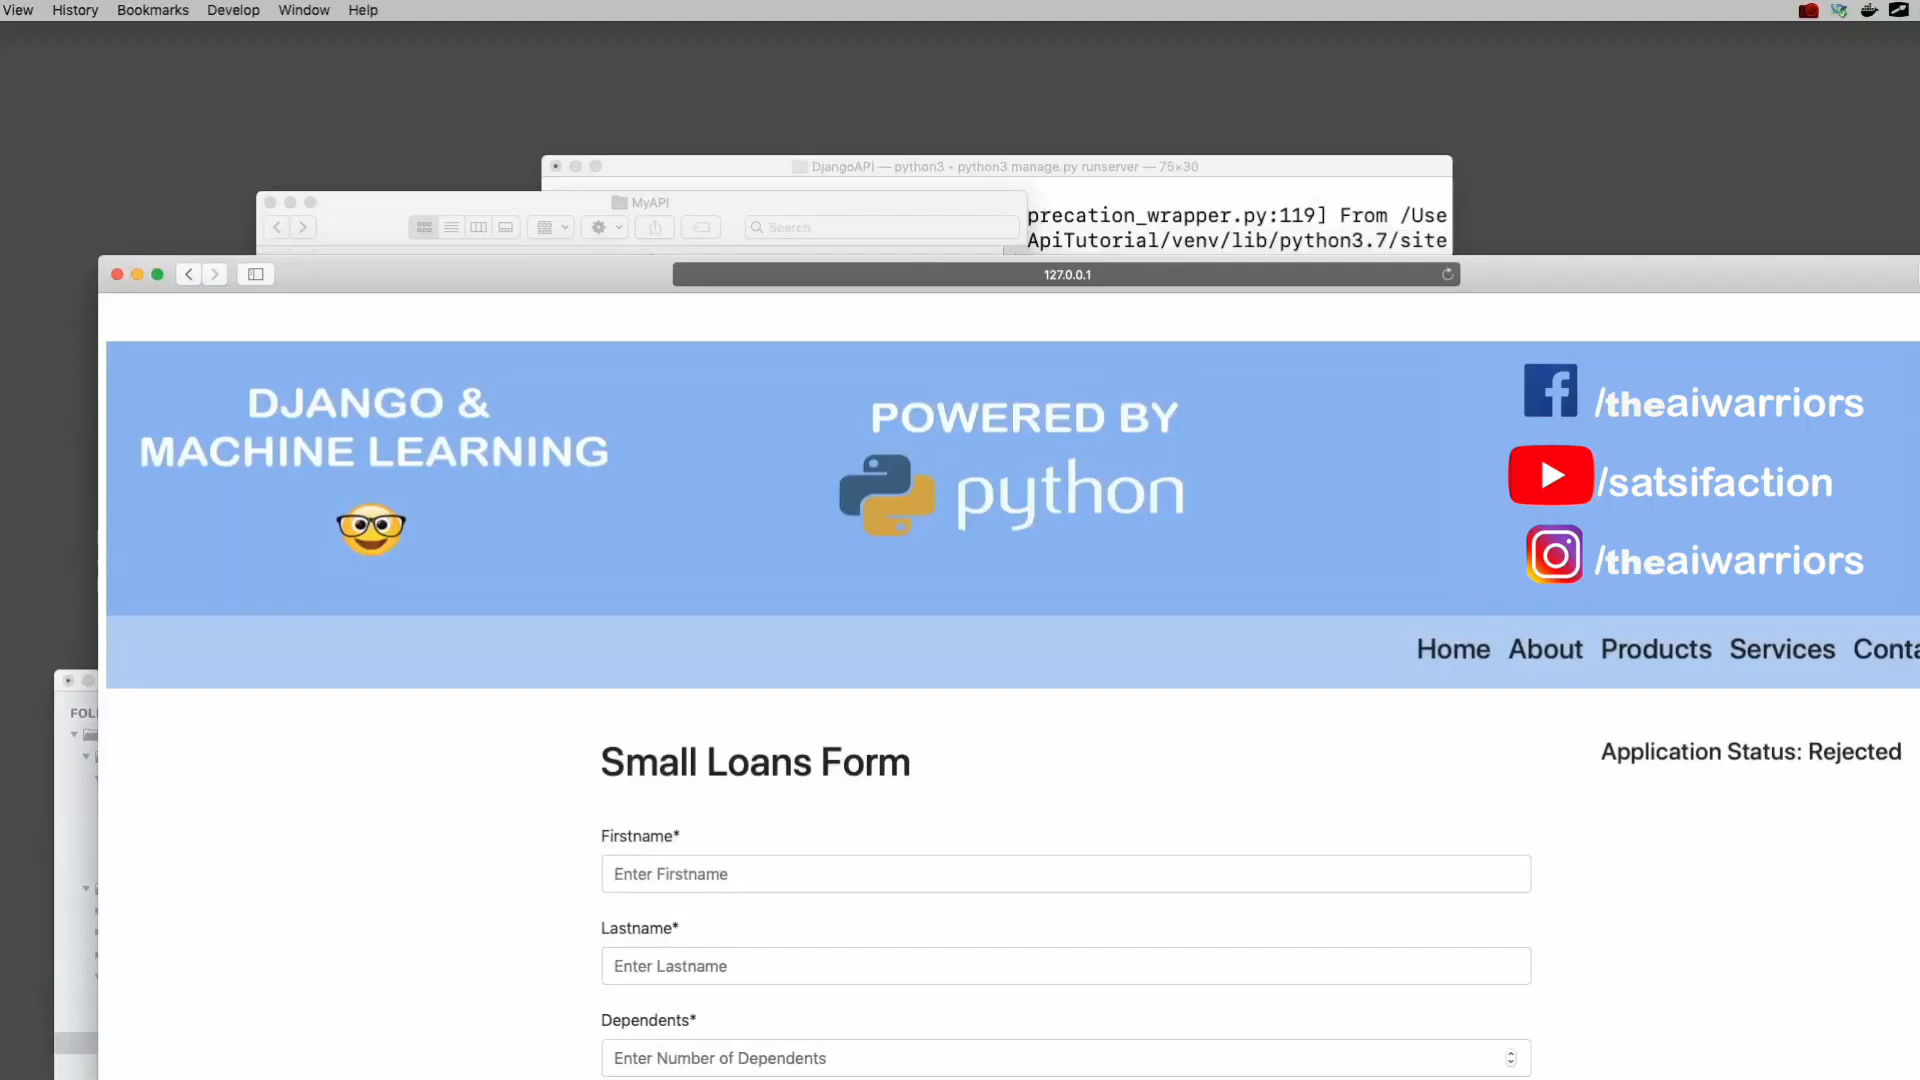 View History Bookmarks Develop Window Help
DjangoAPI — python3 • python3 manage.py runserver — 75×30
MyAPI
Search
precation_wrapper.py:119] From /Use
ApiTutorial/venv/lib/python3.7/site
127.0.0.1
DJANGO &
MACHINE LEARNING
POWERED BY
python
/theaiwarriors
/satsifaction
/theaiwarriors
Home About Products Services Conta
FOL
Small Loans Form
Application Status: Rejected
Firstname*
Enter Firstname
Lastname*
Enter Lastname
Dependents*
Enter Number of Dependents